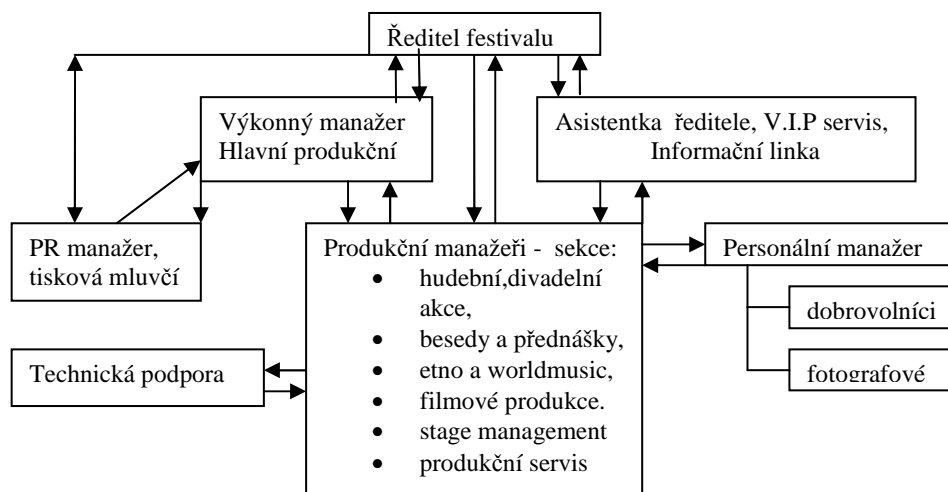 Ředitel festivalu
Výkonný manažer
Hlavní produkční
Asistentka ředitele, V.I.P servis,
Informační linka
PR manažer,
tisková mluvčí
Produkční manažeři - sekce:
• hudební,divadelní
akce,
• besedy a přednášky,
• etno a worldmusic,
• filmové produkce.
• stage management
• produkční servis
Personální manažer
dobrovolníci
fotografové
Technická podpora